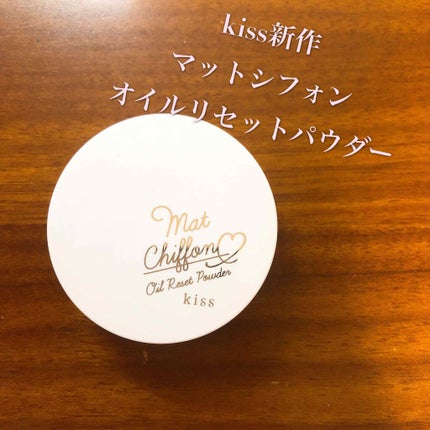 kiss新作
マットシフォン
オイルリセットパウダー
Mat
Chiffon
Oil Reset Powder
kiss